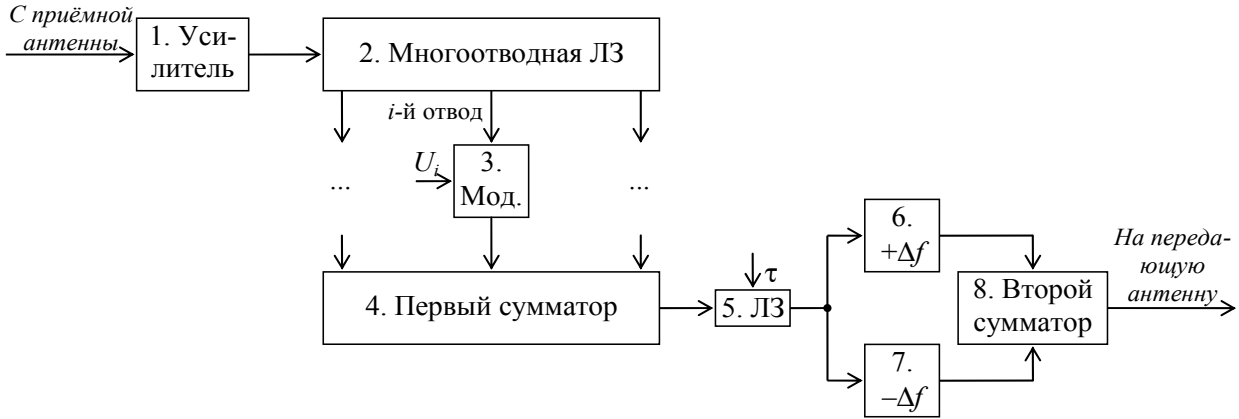 С приёмной
антенны
1. Уси-
литель
2. Многоотводная ЛЗ
i-й отвод
U_i
3.
Мод.
...
...
4. Первый сумматор
τ
5. ЛЗ
6.
+Δf
7.
–Δf
8. Второй
сумматор
На переда-
ющую
антенну